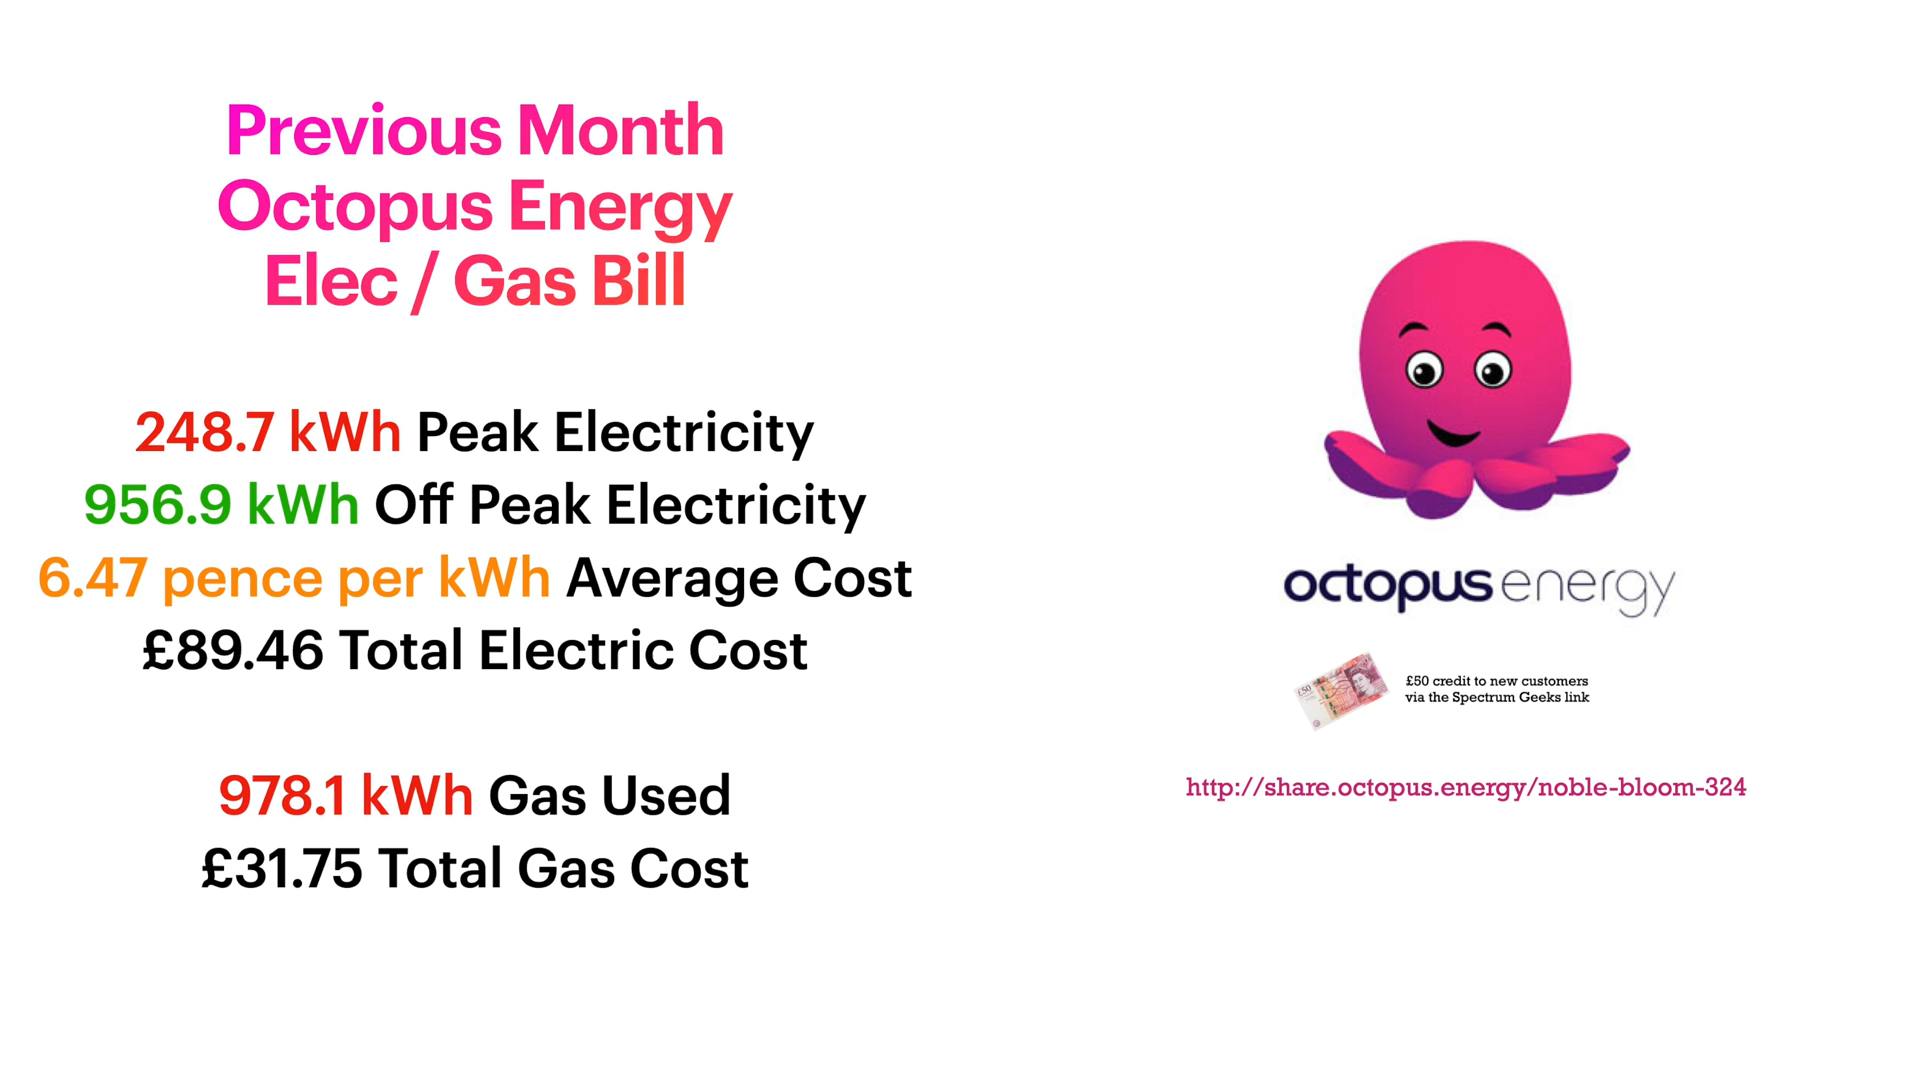 Previous Month
Octopus Energy
Elec / Gas Bill
248.7 kWh Peak Electricity
956.9 kWh Off Peak Electricity
6.47 pence per kWh Average Cost
£89.46 Total Electric Cost
978.1 kWh Gas Used
£31.75 Total Gas Cost
octopus energy
£50
£50 credit to new customers
via the Spectrum Geeks link
http://share.octopus.energy/noble-bloom-324